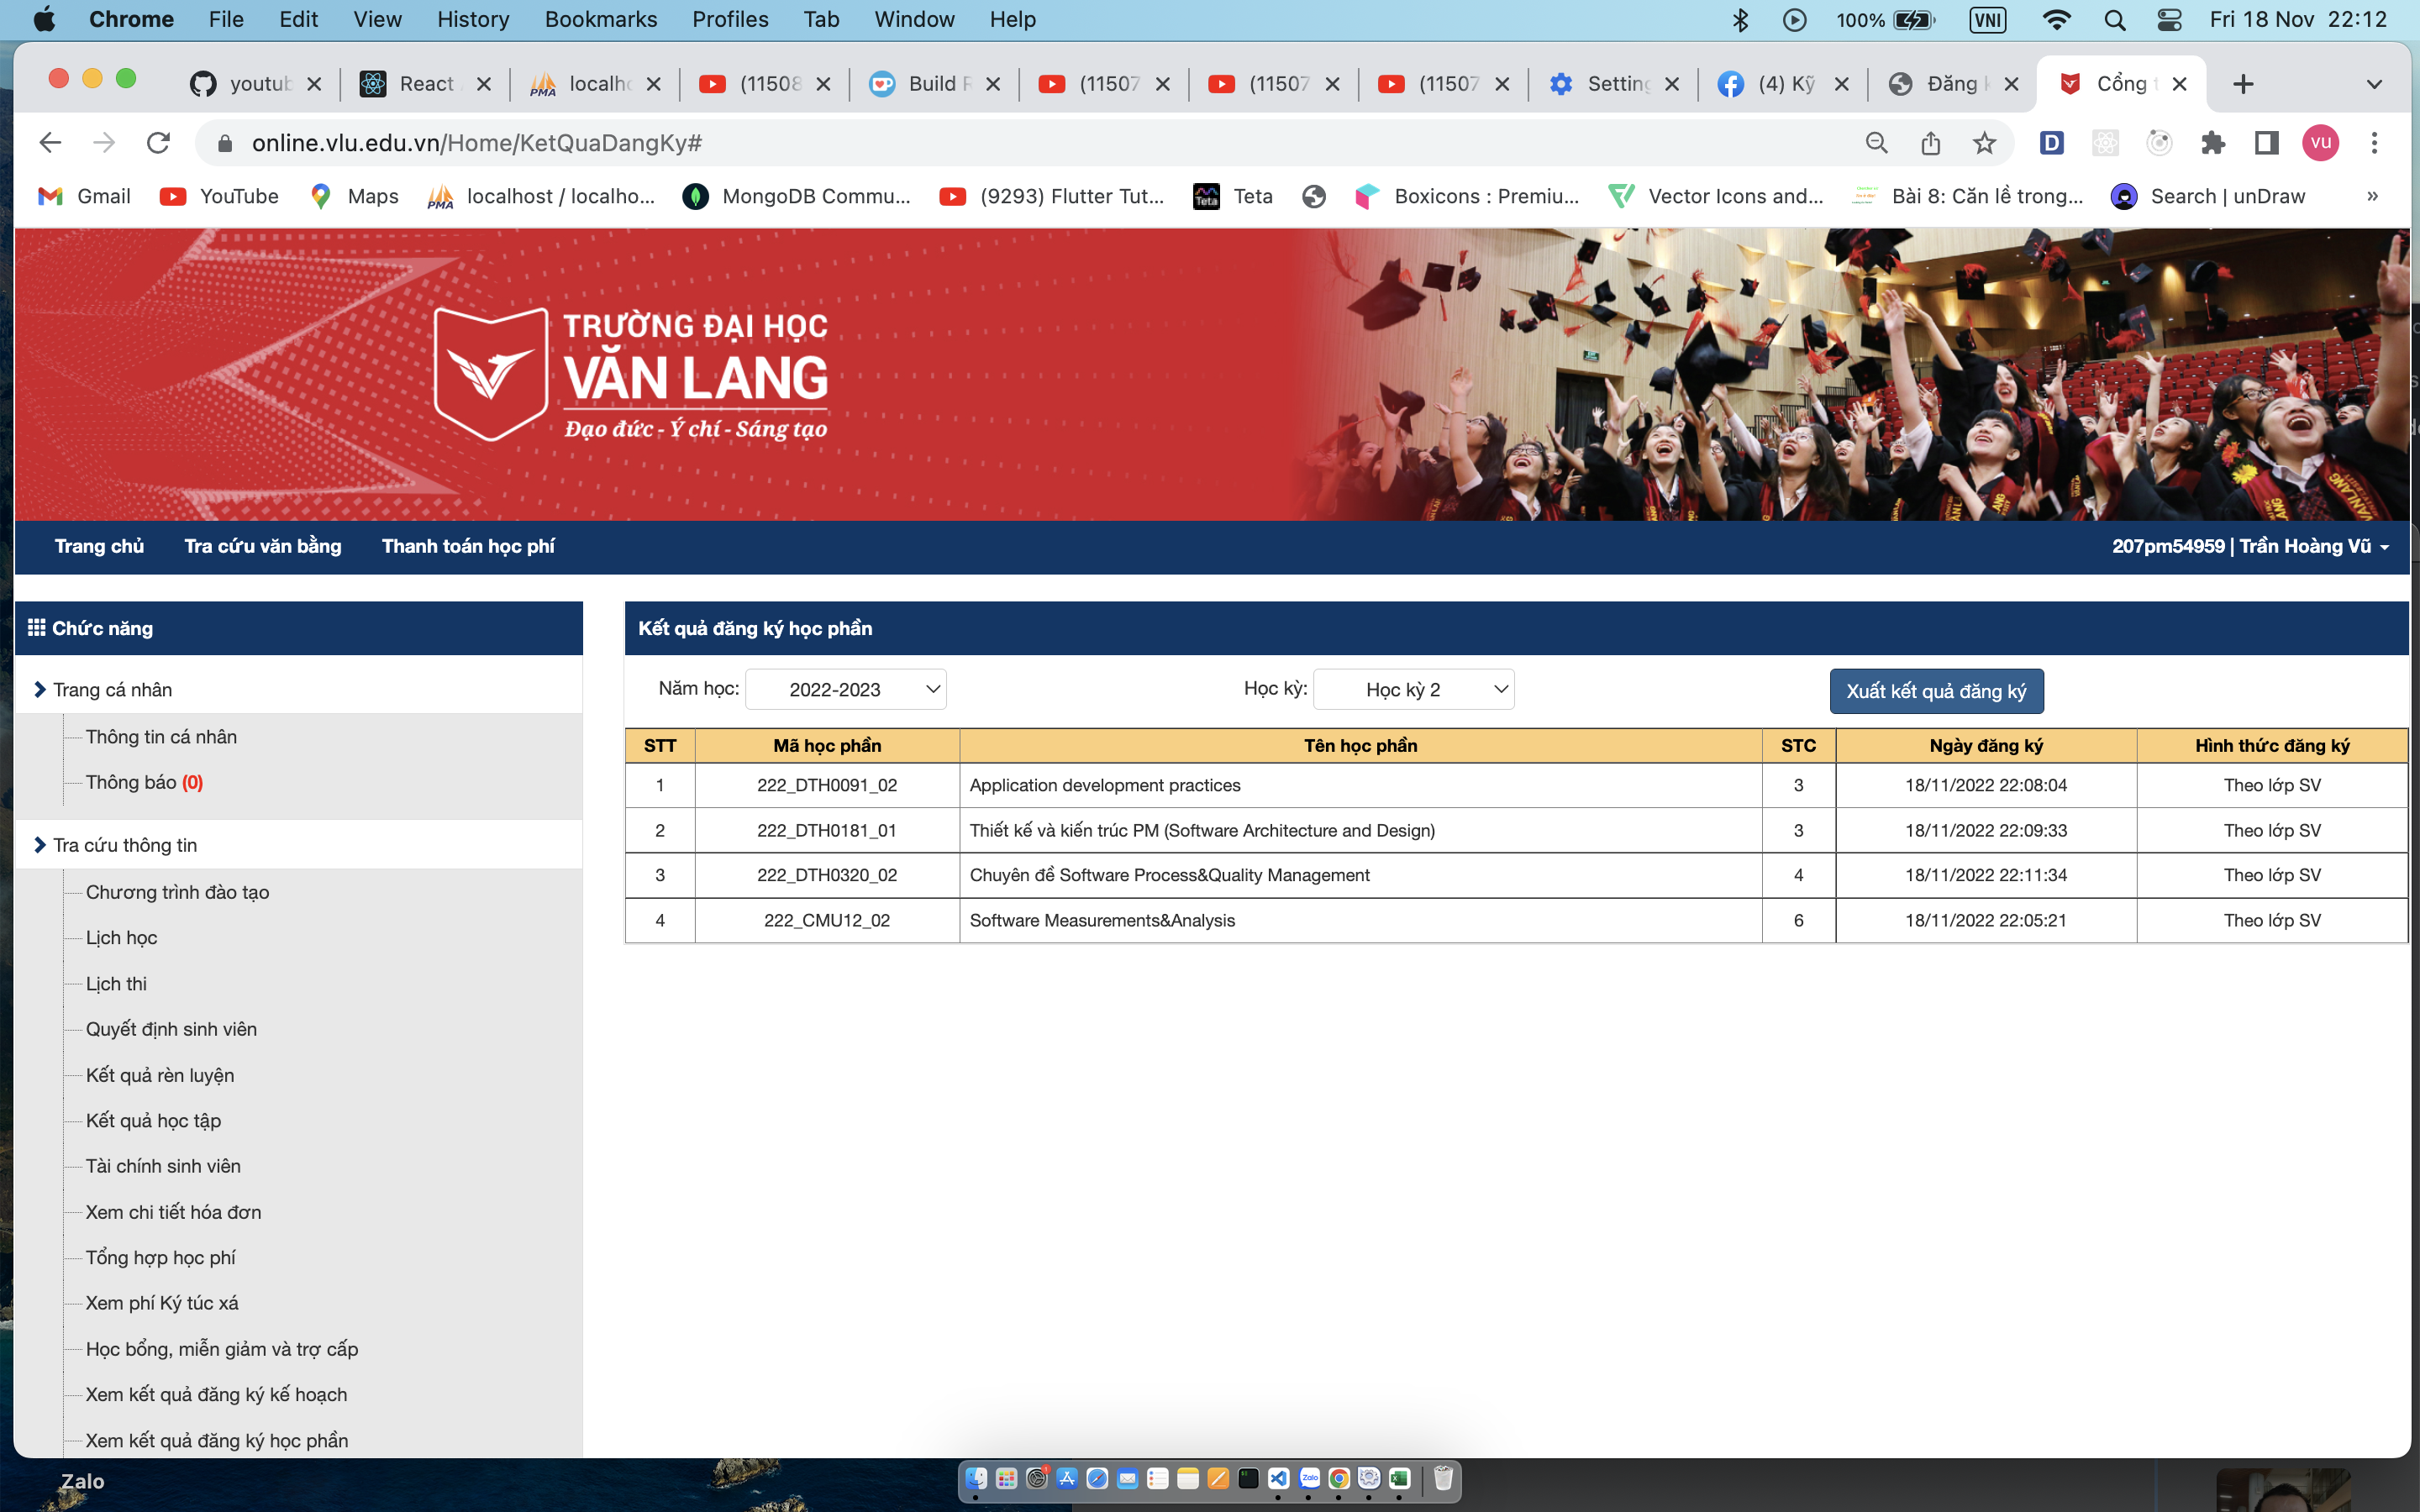 Chrome File Edit View History Bookmarks Profiles Tab Window Help 100% VNI Fri 18 Nov 22:12
youtub React localho (11508 Build R (11507 (11507 (11507 Setting (4) Kỹ Đăng Cổng t
online.vlu.edu.vn/Home/KetQuaDangKy# D VU
Gmail YouTube Maps PMA localhost / localho... MongoDB Commu... (9293) Flutter Tut... Teta Boxicons : Premiu... Vector Icons and... Bài 8: Căn lề trong... Search | unDraw »
TRƯỜNG ĐẠI HỌC
VĂN LANG
Đạo đức - Ý chí - Sáng tạo
Trang chủ Tra cứu văn bằng Thanh toán học phí 207pm54959 | Trần Hoàng Vũ
Chức năng
Trang cá nhân
Thông tin cá nhân
Thông báo (0)
Tra cứu thông tin
Chương trình đào tạo
Lịch học
Lịch thi
Quyết định sinh viên
Kết quả rèn luyện
Kết quả học tập
Tài chính sinh viên
Xem chi tiết hóa đơn
Tổng hợp học phí
Xem phí Ký túc xá
Học bổng, miễn giảm và trợ cấp
Xem kết quả đăng ký kế hoạch
Xem kết quả đăng ký học phần
Kết quả đăng ký học phần
Năm học: 2022-2023 Học kỳ: Học kỳ 2 Xuất kết quả đăng ký
STT Mã học phần Tên học phần STC Ngày đăng ký Hình thức đăng ký
1 222_DTH0091_02 Application development practices 3 18/11/2022 22:08:04 Theo lớp SV
2 222_DTH0181_01 Thiết kế và kiến trúc PM (Software Architecture and Design) 3 18/11/2022 22:09:33 Theo lớp SV
3 222_DTH0320_02 Chuyên đề Software Process&Quality Management 4 18/11/2022 22:11:34 Theo lớp SV
4 222_CMU12_02 Software Measurements&Analysis 6 18/11/2022 22:05:21 Theo lớp SV
Zalo